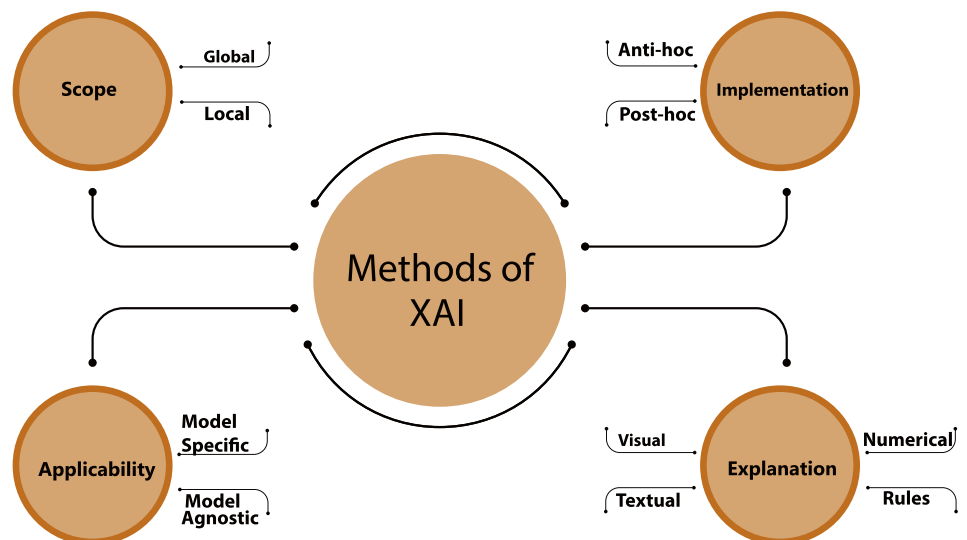 Scope
Global
Local
Anti-hoc
Post-hoc
Implementation
Methods of
XAI
Applicability
Model
Specific
Model
Agnostic
Visual
Textual
Explanation
Numerical
Rules